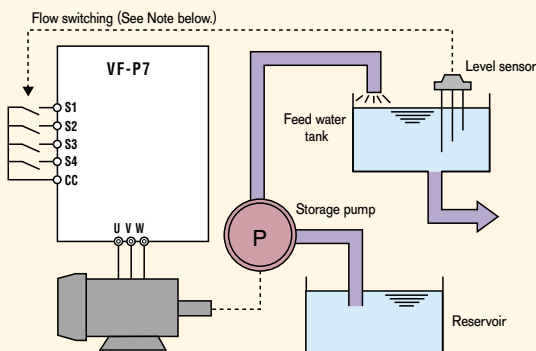 Flow switching (See Note below.)
VF-P7
Level sensor
S1
S2
S3
S4
CC
Feed water
tank
U V W
Storage pump
P
Reservoir